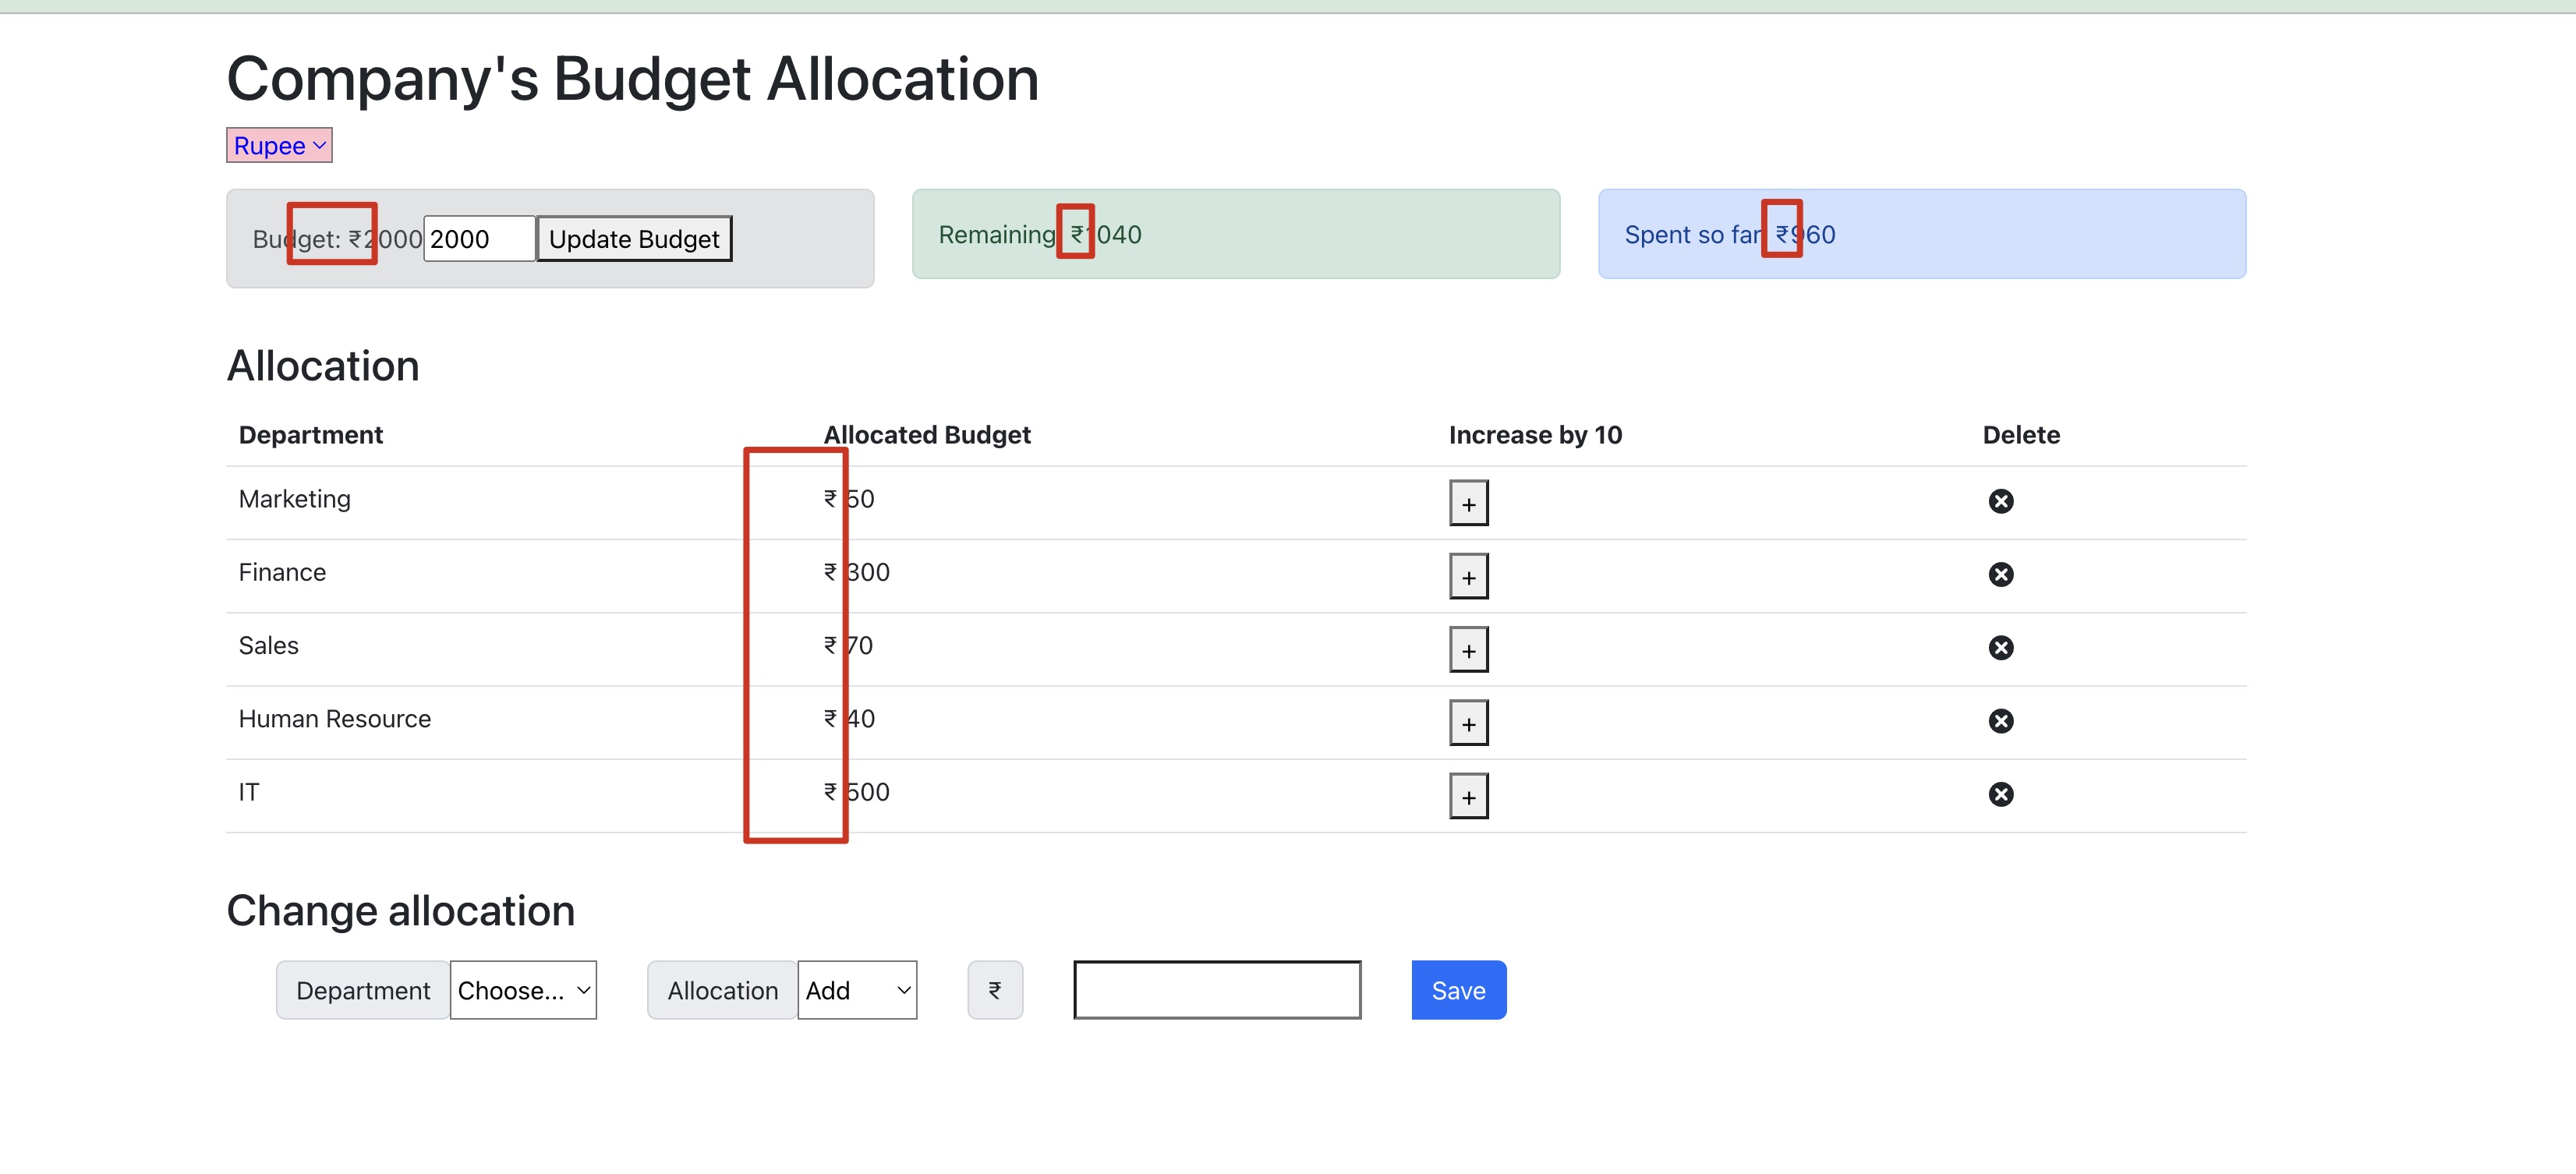 Company's Budget Allocation
Rupee
Budget: ₹2000 2000 Update Budget
Remaining ₹1040
Spent so far ₹960
Allocation
Department Allocated Budget Increase by 10 Delete
Marketing ₹ 50 +
Finance ₹ 300 +
Sales ₹ 70 +
Human Resource ₹ 40 +
IT ₹ 500 +
Change allocation
Department Choose... Allocation Add ₹ Save